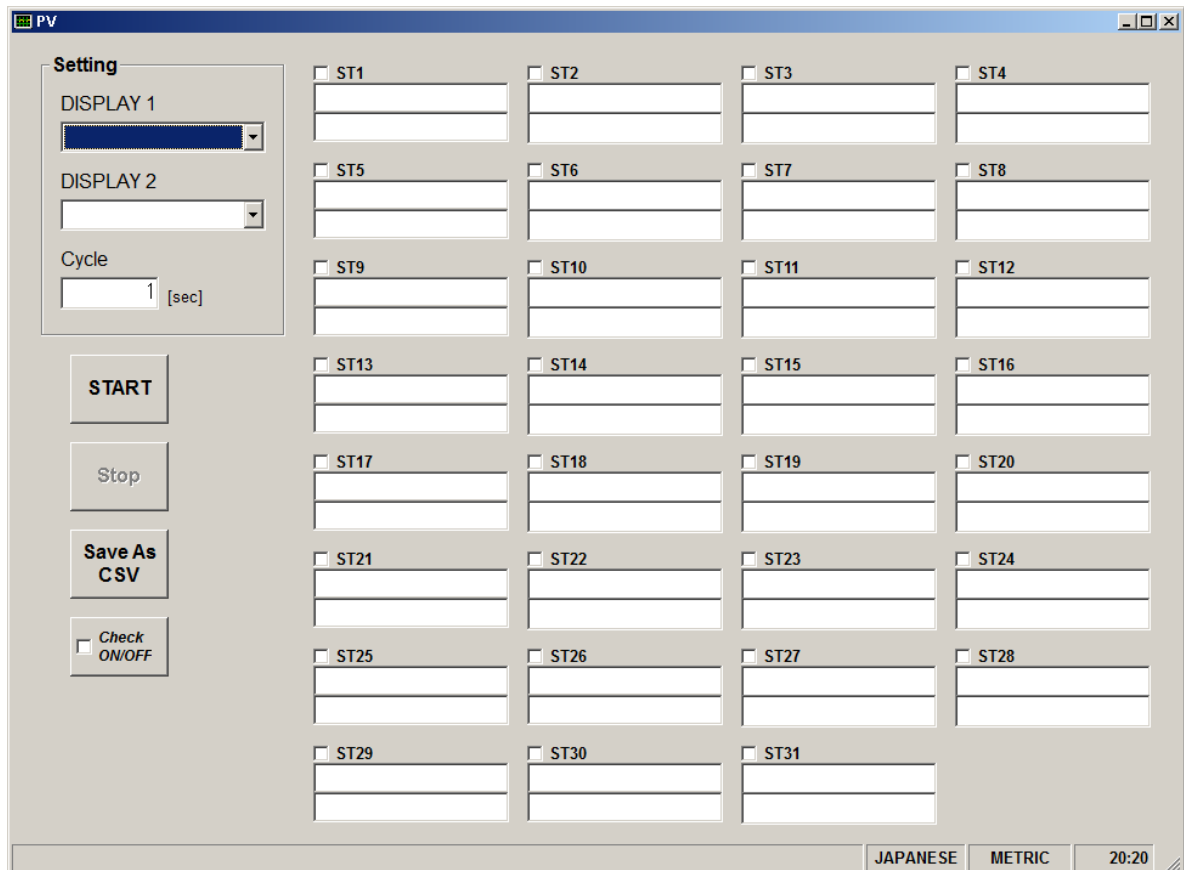 PV
Setting
DISPLAY 1
DISPLAY 2
Cycle
1 [sec]
START
Stop
Save As
CSV
Check
ON/OFF
ST1 ST2 ST3 ST4
ST5 ST6 ST7 ST8
ST9 ST10 ST11 ST12
ST13 ST14 ST15 ST16
ST17 ST18 ST19 ST20
ST21 ST22 ST23 ST24
ST25 ST26 ST27 ST28
ST29 ST30 ST31
JAPANESE METRIC 20:20